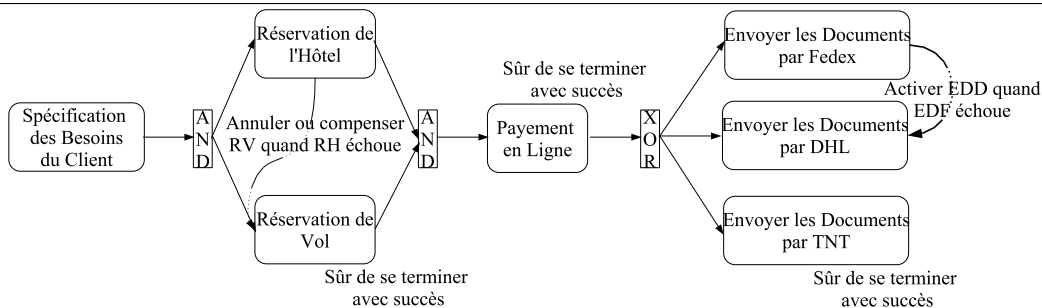 Spécification
des Besoins
du Client
AND
Réservation de
l'Hôtel
Annuler ou compenser
RV quand RH échoue
Réservation de
Vol
Sûr de se terminer
avec succès
AND
Sûr de se terminer
avec succès
Payement
en Ligne
XOR
Envoyer les Documents
par Fedex
Activer EDD quand
EDF échoue
Envoyer les Documents
par DHL
Envoyer les Documents
par TNT
Sûr de se terminer
avec succès